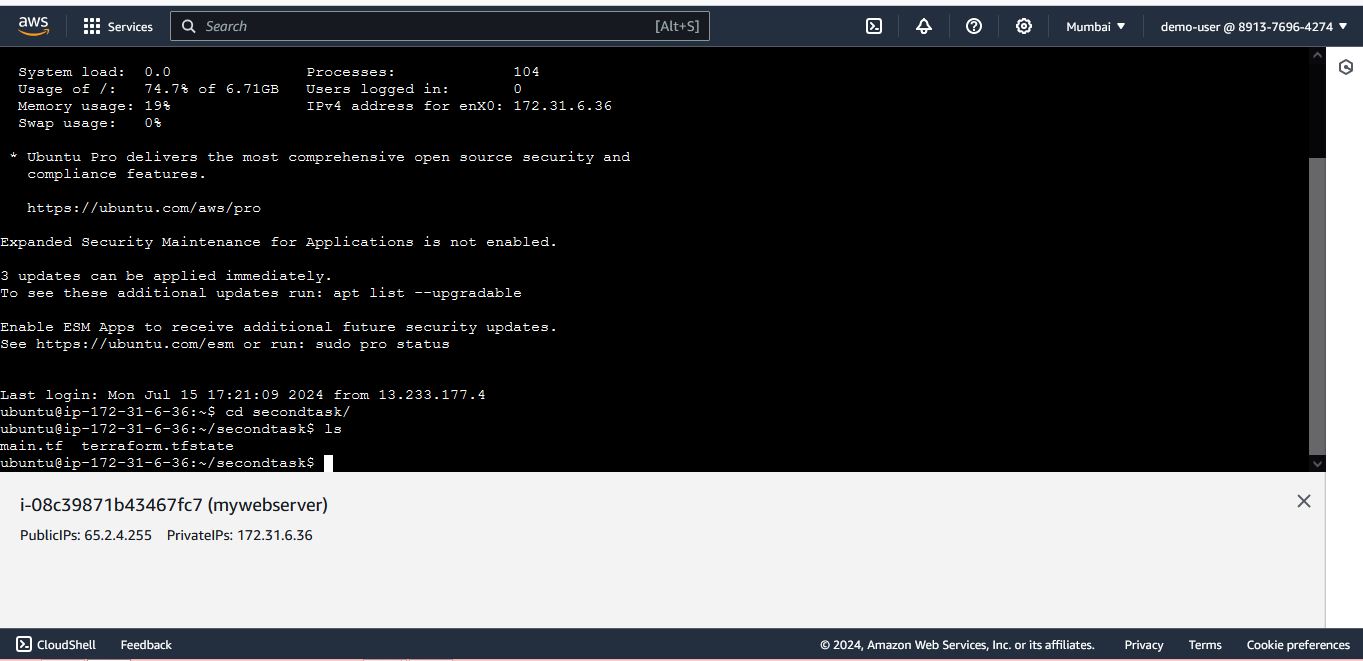 aws Services Search [Alt+S] Mumbai ▼ demo-user @ 8913-7696-4274 ▼
System load: 0.0 Processes: 104
Usage of /: 74.7% of 6.71GB Users logged in: 0
Memory usage: 19% IPv4 address for enX0: 172.31.6.36
Swap usage: 0%
* Ubuntu Pro delivers the most comprehensive open source security and
compliance features.
https://ubuntu.com/aws/pro
Expanded Security Maintenance for Applications is not enabled.
3 updates can be applied immediately.
To see these additional updates run: apt list --upgradable
Enable ESM Apps to receive additional future security updates.
See https://ubuntu.com/esm or run: sudo pro status
Last login: Mon Jul 15 17:21:09 2024 from 13.233.177.4
ubuntu@ip-172-31-6-36:~$ cd secondtask/
ubuntu@ip-172-31-6-36:~/secondtask$ ls
main.tf terraform.tfstate
ubuntu@ip-172-31-6-36:~/secondtask$
i-08c39871b43467fc7 (mywebserver)
PublicIPs: 65.2.4.255 PrivateIPs: 172.31.6.36
CloudShell Feedback © 2024, Amazon Web Services, Inc. or its affiliates. Privacy Terms Cookie preferences